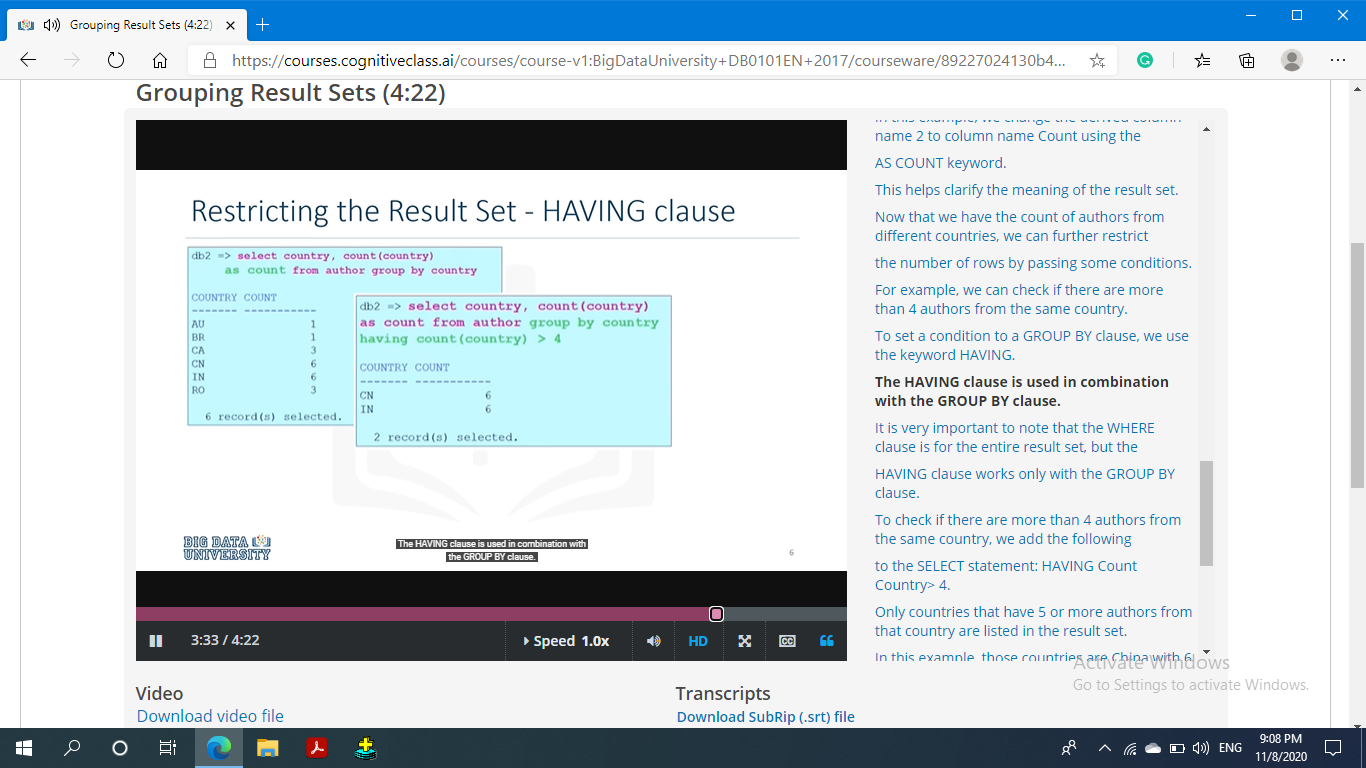 Grouping Result Sets (4:22)
https://courses.cognitiveclass.ai/courses/course-v1:BigDataUniversity+DB0101EN+2017/courseware/89227024130b4...
Grouping Result Sets (4:22)
Restricting the Result Set - HAVING clause
db2 => select country, count(country)
as count from author group by country
COUNTRY COUNT
------- -----------
AU 1
BR 1
CA 3
CN 6
IN 6
RO 3
6 record(s) selected.
db2 => select country, count(country)
as count from author group by country
having count(country) > 4
COUNTRY COUNT
------- -----------
CN 6
IN 6
2 record(s) selected.
BIG DATA
UNIVERSITY
The HAVING clause is used in combination with
the GROUP BY clause.
6
3:33 / 4:22
Speed 1.0x
HD
CC
In this example, we change the derived column
name 2 to column name Count using the
AS COUNT keyword.
This helps clarify the meaning of the result set.
Now that we have the count of authors from
different countries, we can further restrict
the number of rows by passing some conditions.
For example, we can check if there are more
than 4 authors from the same country.
To set a condition to a GROUP BY clause, we use
the keyword HAVING.
The HAVING clause is used in combination
with the GROUP BY clause.
It is very important to note that the WHERE
clause is for the entire result set, but the
HAVING clause works only with the GROUP BY
clause.
To check if there are more than 4 authors from
the same country, we add the following
to the SELECT statement: HAVING Count
Country> 4.
Only countries that have 5 or more authors from
that country are listed in the result set.
In this example, those countries are China with 6
Activate Windows
Go to Settings to activate Windows.
Video
Download video file
Transcripts
Download SubRip (.srt) file
ENG
9:08 PM
11/8/2020